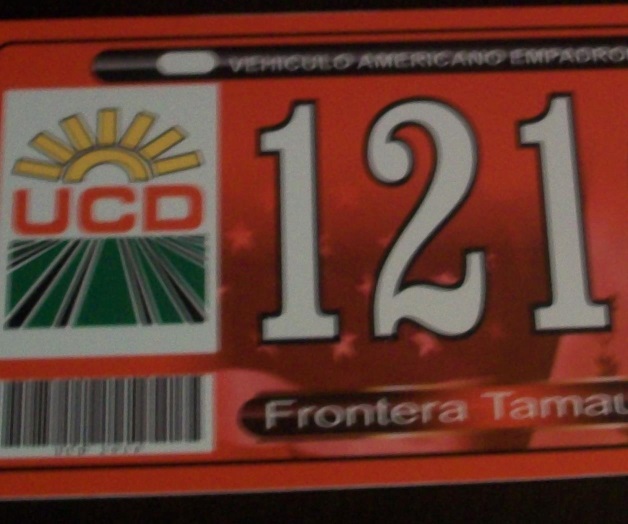 VEHICULO AMERICANO EMPADRO
UCD
121
Frontera Tamau